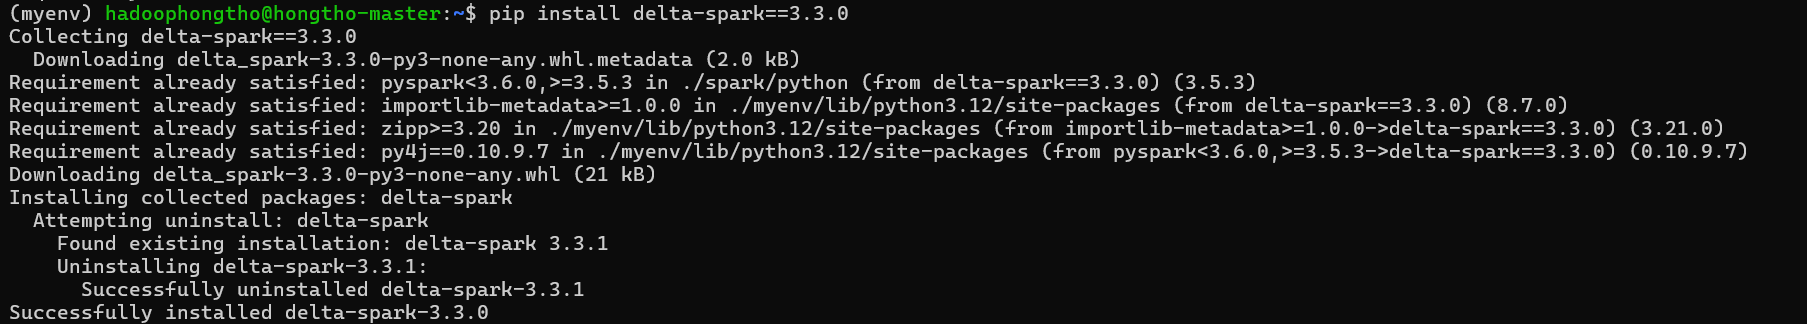 (myenv) hadoophongtho@hongtho-master:~$ pip install delta-spark==3.3.0
Collecting delta-spark==3.3.0
  Downloading delta_spark-3.3.0-py3-none-any.whl.metadata (2.0 kB)
Requirement already satisfied: pyspark<3.6.0,>=3.5.3 in ./spark/python (from delta-spark==3.3.0) (3.5.3)
Requirement already satisfied: importlib-metadata>=1.0.0 in ./myenv/lib/python3.12/site-packages (from delta-spark==3.3.0) (8.7.0)
Requirement already satisfied: zipp>=3.20 in ./myenv/lib/python3.12/site-packages (from importlib-metadata>=1.0.0->delta-spark==3.3.0) (3.21.0)
Requirement already satisfied: py4j==0.10.9.7 in ./myenv/lib/python3.12/site-packages (from pyspark<3.6.0,>=3.5.3->delta-spark==3.3.0) (0.10.9.7)
Downloading delta_spark-3.3.0-py3-none-any.whl (21 kB)
Installing collected packages: delta-spark
  Attempting uninstall: delta-spark
    Found existing installation: delta-spark 3.3.1
    Uninstalling delta-spark-3.3.1:
      Successfully uninstalled delta-spark-3.3.1
Successfully installed delta-spark-3.3.0